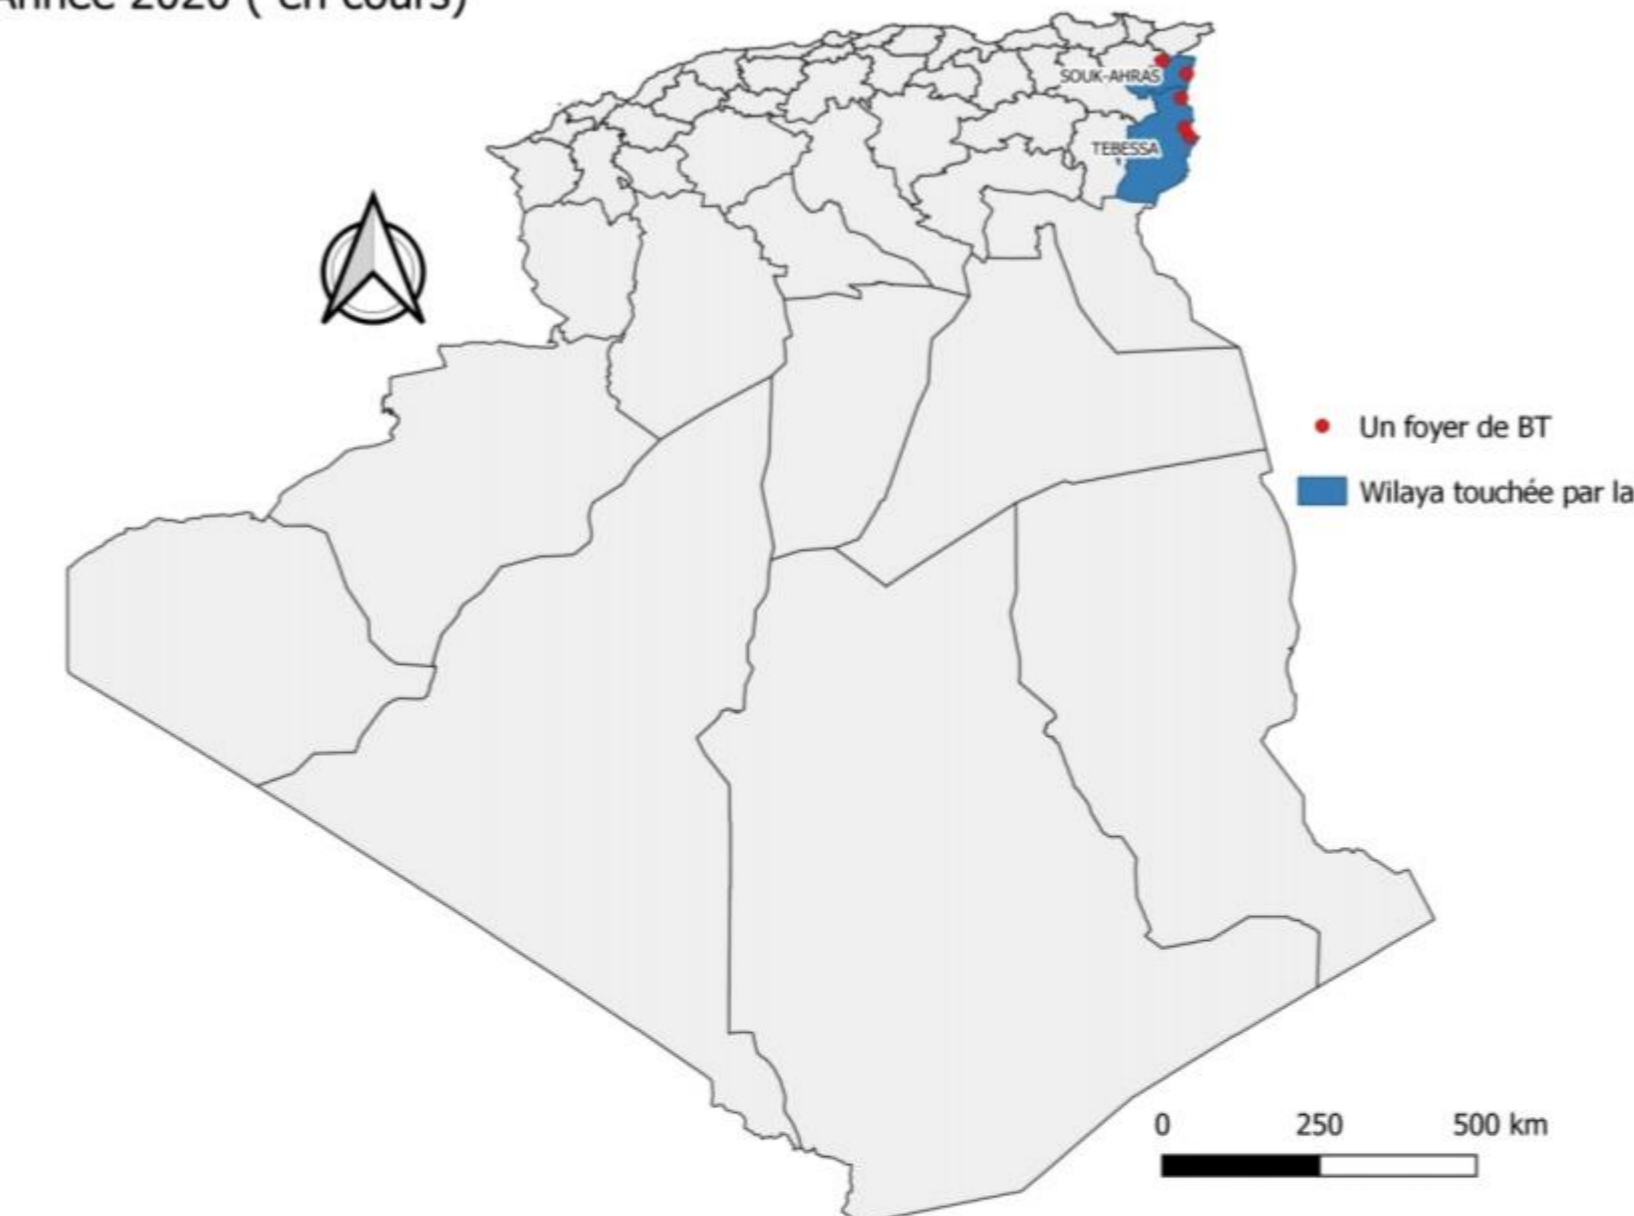 Année 2020 ( en cours)
SOUK-AHRAS
TEBESSA
Un foyer de BT
Wilaya touchée par la
0 250 500 km